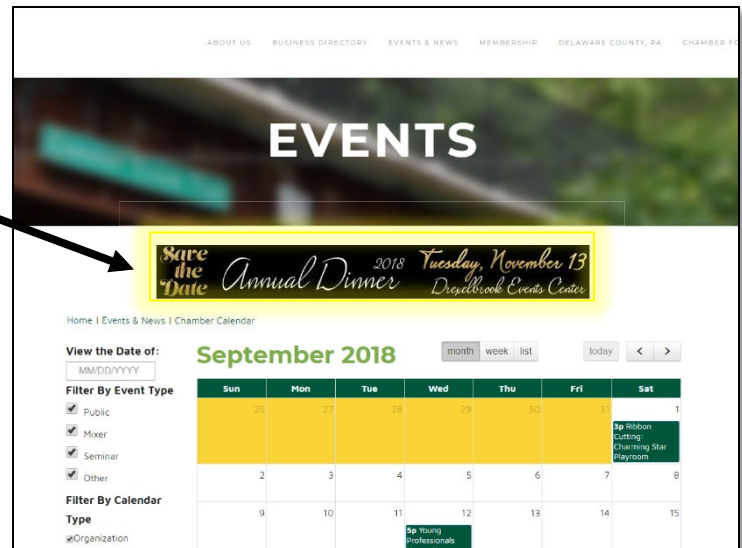 ABOUT US BUSINESS DIRECTORY EVENTS & NEWS MEMBERSHIP DELAWARE COUNTY, PA CHAMBER FO
EVENTS
Save the Date Annual Dinner 2018 Tuesday, November 13
Drexelbrook Events Center
Home | Events & News | Chamber Calendar
View the Date of:
MM/DD/YYYY
Filter By Event Type
Public
Mixer
Seminar
Other
Filter By Calendar
Type
Organization
September 2018 month week list today < >
Sun Mon Tue Wed Thu Fri Sat
26 27 28 29 30 31 1
3p Ribbon
Cutting:
Charming Star
Playroom
2 3 4 5 6 7 8
9 10 11 12 13 14 15
5p Young
Professionals